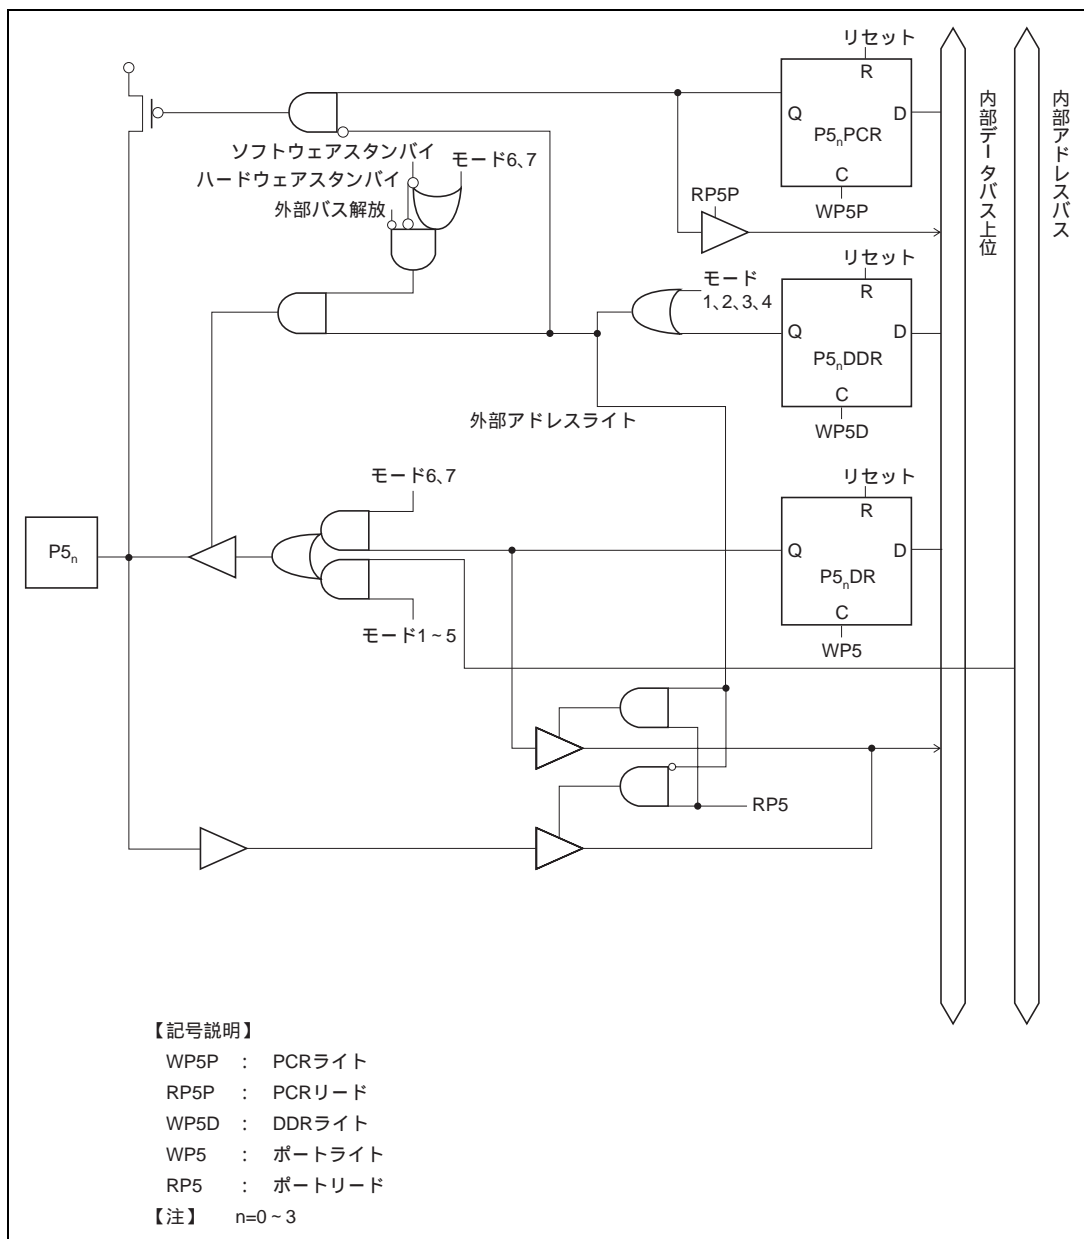 リセット
R
Q
D
P5nPCR
C
WP5P
内部データバス上位
内部アドレスバス
ソフトウェアスタンバイ
モード6、7
ハードウェアスタンバイ
外部バス解放
RP5P
リセット
モード
1、2、3、4
R
Q
D
P5nDDR
C
WP5D
外部アドレスライト
モード6、7
リセット
R
P5n
Q
D
P5nDR
C
モード1~5
WP5
RP5
【記号説明】
WP5P : PCRライト
RP5P : PCRリード
WP5D : DDRライト
WP5 : ポートライト
RP5 : ポートリード
【注】 n=0~3